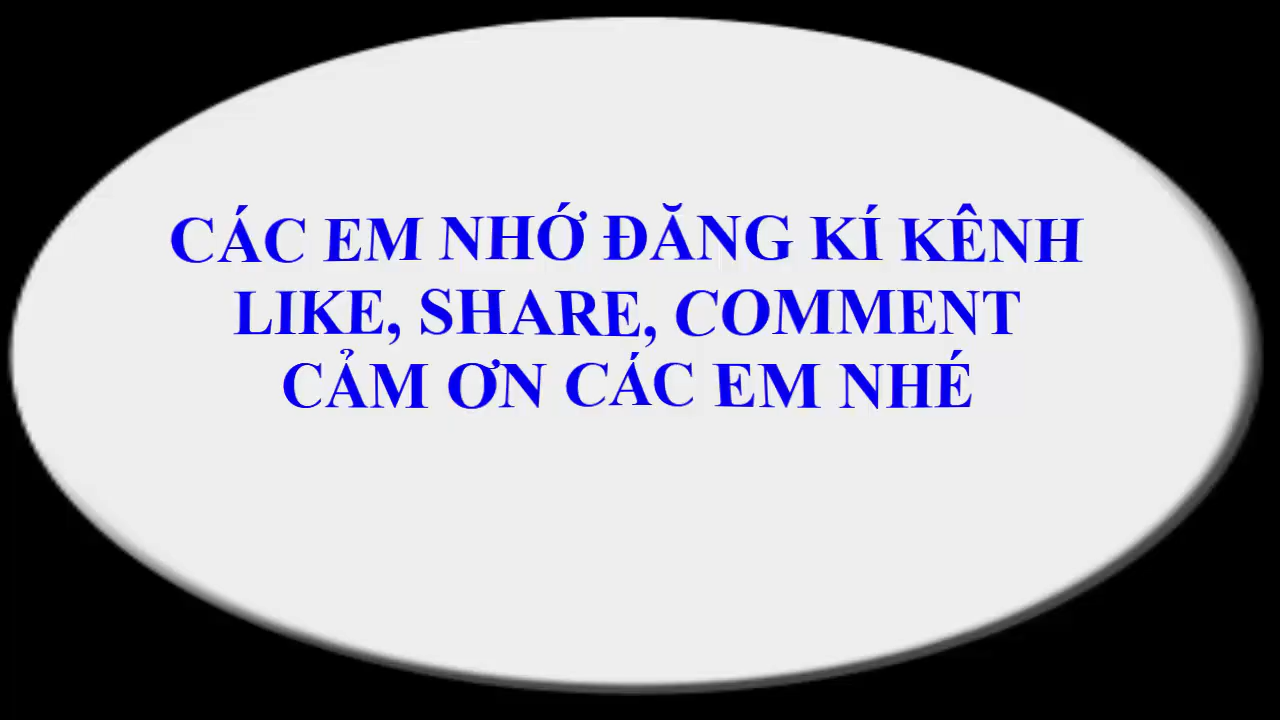 CÁC EM NHỚ ĐĂNG KÍ KÊNH
LIKE, SHARE, COMMENT
CẢM ƠN CÁC EM NHÉ